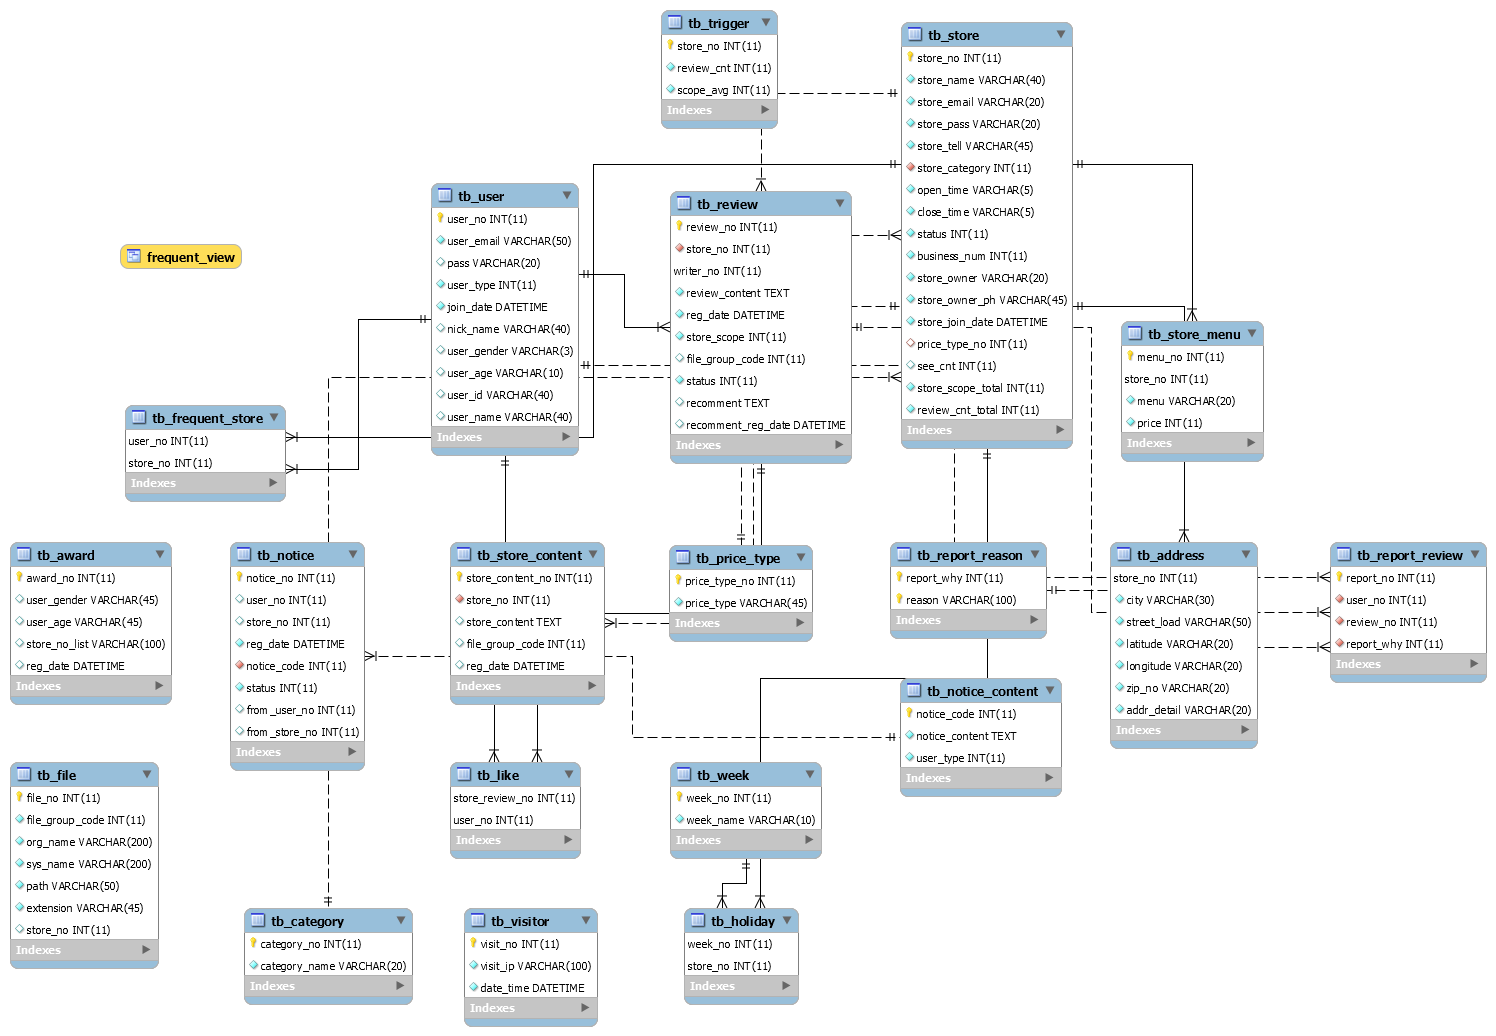 tb_trigger
store_no INT(11)
review_cnt INT(11)
scope_avg INT(11)
Indexes
tb_store
store_no INT(11)
store_name VARCHAR(40)
store_email VARCHAR(20)
store_pass VARCHAR(20)
store_tell VARCHAR(45)
store_category INT(11)
open_time VARCHAR(5)
close_time VARCHAR(5)
status INT(11)
business_num INT(11)
store_owner VARCHAR(20)
store_owner_ph VARCHAR(45)
store_join_date DATETIME
price_type_no INT(11)
see_cnt INT(11)
store_scope_total INT(11)
review_cnt_total INT(11)
Indexes
tb_user
user_no INT(11)
user_email VARCHAR(50)
pass VARCHAR(20)
user_type INT(11)
join_date DATETIME
nick_name VARCHAR(40)
user_gender VARCHAR(3)
user_age VARCHAR(10)
user_id VARCHAR(40)
user_name VARCHAR(40)
Indexes
tb_review
review_no INT(11)
store_no INT(11)
writer_no INT(11)
review_content TEXT
reg_date DATETIME
store_scope INT(11)
file_group_code INT(11)
status INT(11)
recomment TEXT
recomment_reg_date DATETIME
Indexes
frequent_view
tb_store_menu
menu_no INT(11)
store_no INT(11)
menu VARCHAR(20)
price INT(11)
Indexes
tb_frequent_store
user_no INT(11)
store_no INT(11)
Indexes
tb_award
award_no INT(11)
user_gender VARCHAR(45)
user_age VARCHAR(45)
store_no_list VARCHAR(100)
reg_date DATETIME
Indexes
tb_notice
notice_no INT(11)
user_no INT(11)
store_no INT(11)
reg_date DATETIME
notice_code INT(11)
status INT(11)
from_user_no INT(11)
from_store_no INT(11)
Indexes
tb_store_content
store_content_no INT(11)
store_no INT(11)
store_content TEXT
file_group_code INT(11)
reg_date DATETIME
Indexes
tb_price_type
price_type_no INT(11)
price_type VARCHAR(45)
Indexes
tb_report_reason
report_why INT(11)
reason VARCHAR(100)
Indexes
tb_address
store_no INT(11)
city VARCHAR(30)
street_load VARCHAR(50)
latitude VARCHAR(20)
longitude VARCHAR(20)
zip_no VARCHAR(20)
addr_detail VARCHAR(20)
Indexes
tb_report_review
report_no INT(11)
user_no INT(11)
review_no INT(11)
report_why INT(11)
Indexes
tb_notice_content
notice_code INT(11)
notice_content TEXT
user_type INT(11)
Indexes
tb_file
file_no INT(11)
file_group_code INT(11)
org_name VARCHAR(200)
sys_name VARCHAR(200)
path VARCHAR(50)
extension VARCHAR(45)
store_no INT(11)
Indexes
tb_like
store_review_no INT(11)
user_no INT(11)
Indexes
tb_week
week_no INT(11)
week_name VARCHAR(10)
Indexes
tb_category
category_no INT(11)
category_name VARCHAR(20)
Indexes
tb_visitor
visit_no INT(11)
visit_ip VARCHAR(100)
date_time DATETIME
Indexes
tb_holiday
week_no INT(11)
store_no INT(11)
Indexes